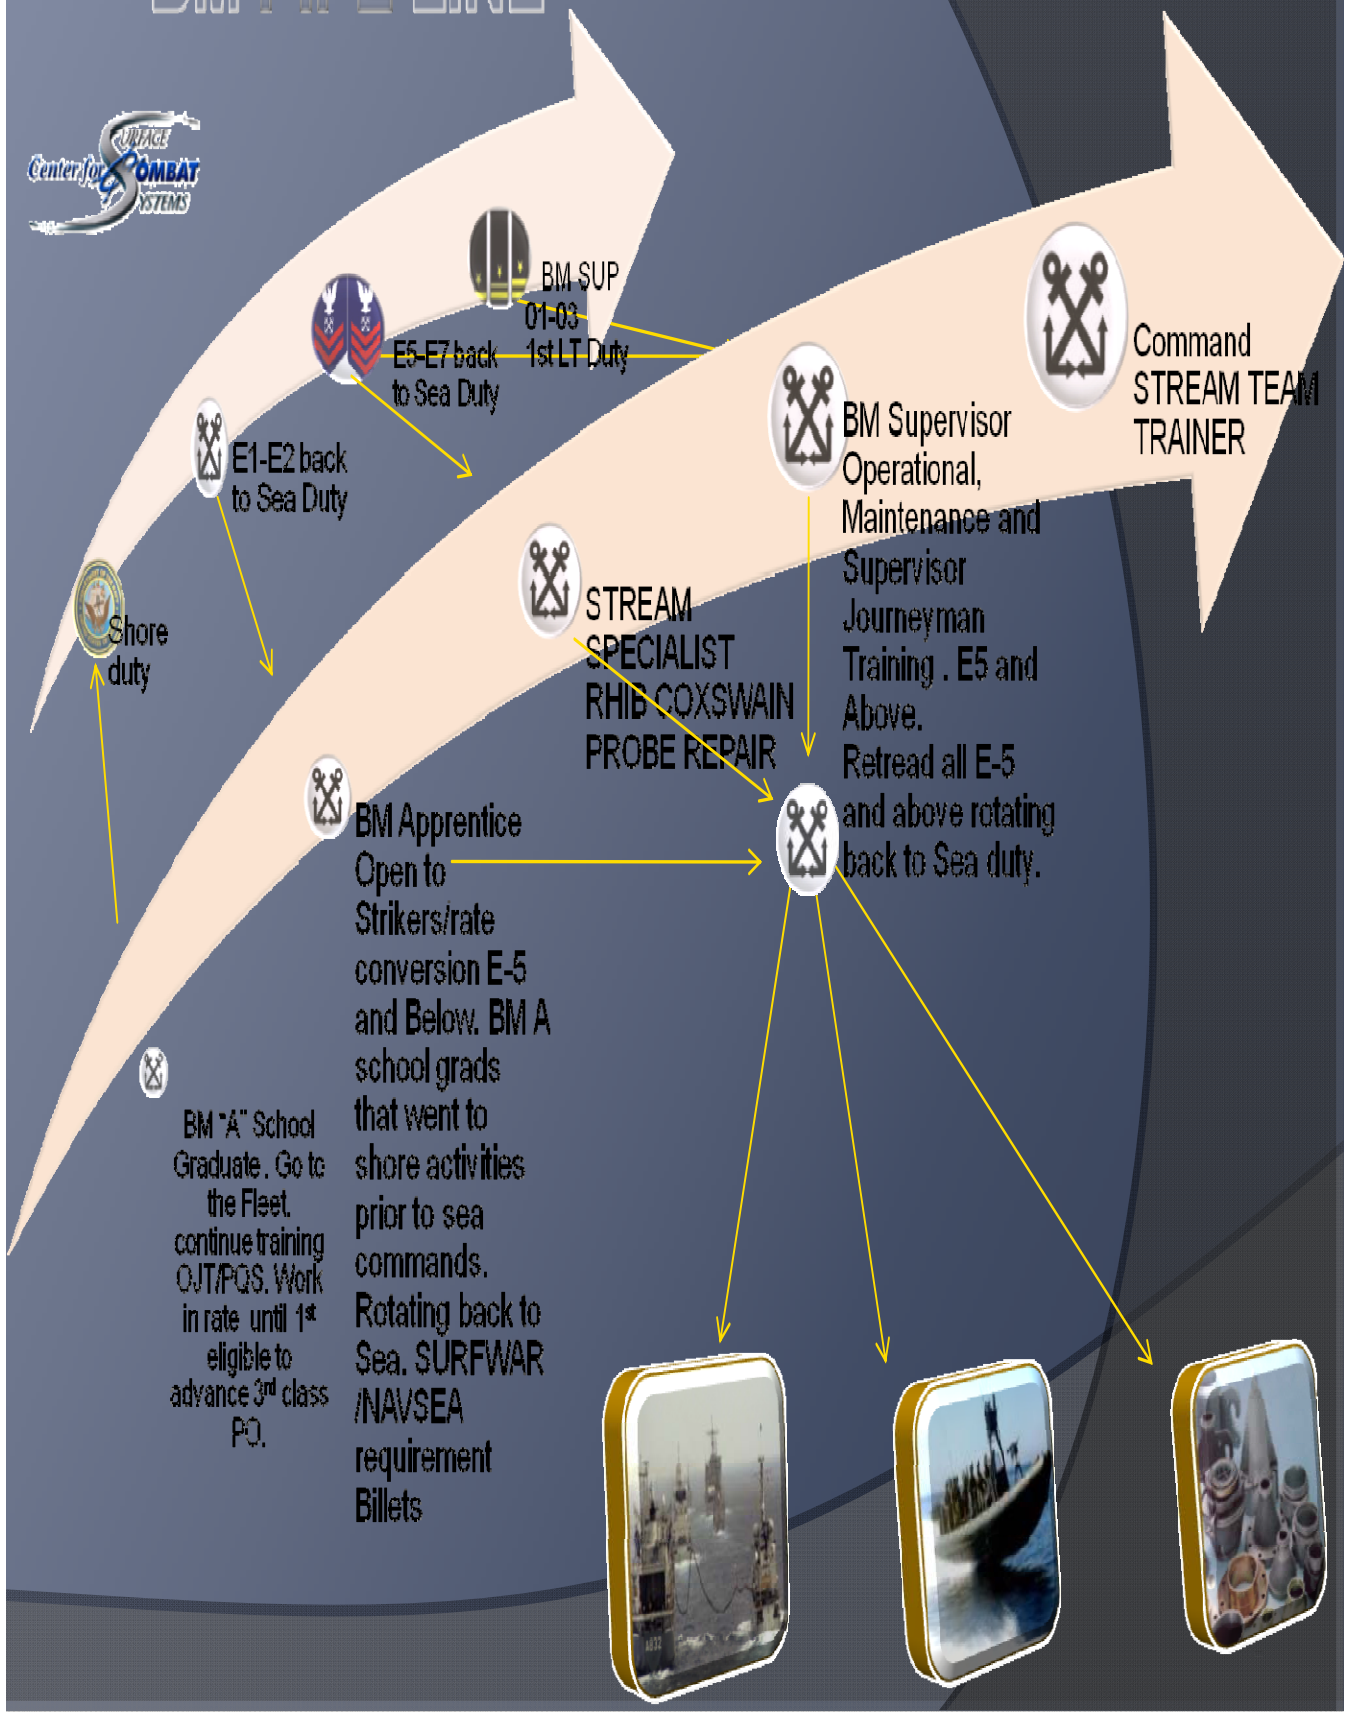 BM PIPE LINE
Center for
SURFACE
COMBAT
SYSTEMS
BM SUP
01-03
1st LT Duty
E5-E7 back
to Sea Duty
E1-E2 back
to Sea Duty
Shore
duty
Command
STREAM TEAM
TRAINER
BM Supervisor
Operational,
Maintenance and
Supervisor
Journeyman
Training . E5 and
Above.
Retread all E-5
and above rotating
back to Sea duty.
STREAM
SPECIALIST
RHIB COXSWAIN
PROBE REPAIR
BM Apprentice
Open to
Strikers/rate
conversion E-5
and Below. BM A
school grads
that went to
shore activities
prior to sea
commands.
Rotating back to
Sea. SURFWAR
/NAVSEA
requirement
Billets
BM "A" School
Graduate . Go to
the Fleet.
continue training
OJT/PQS. Work
in rate until 1st
eligible to
advance 3rd class
PO.
A832